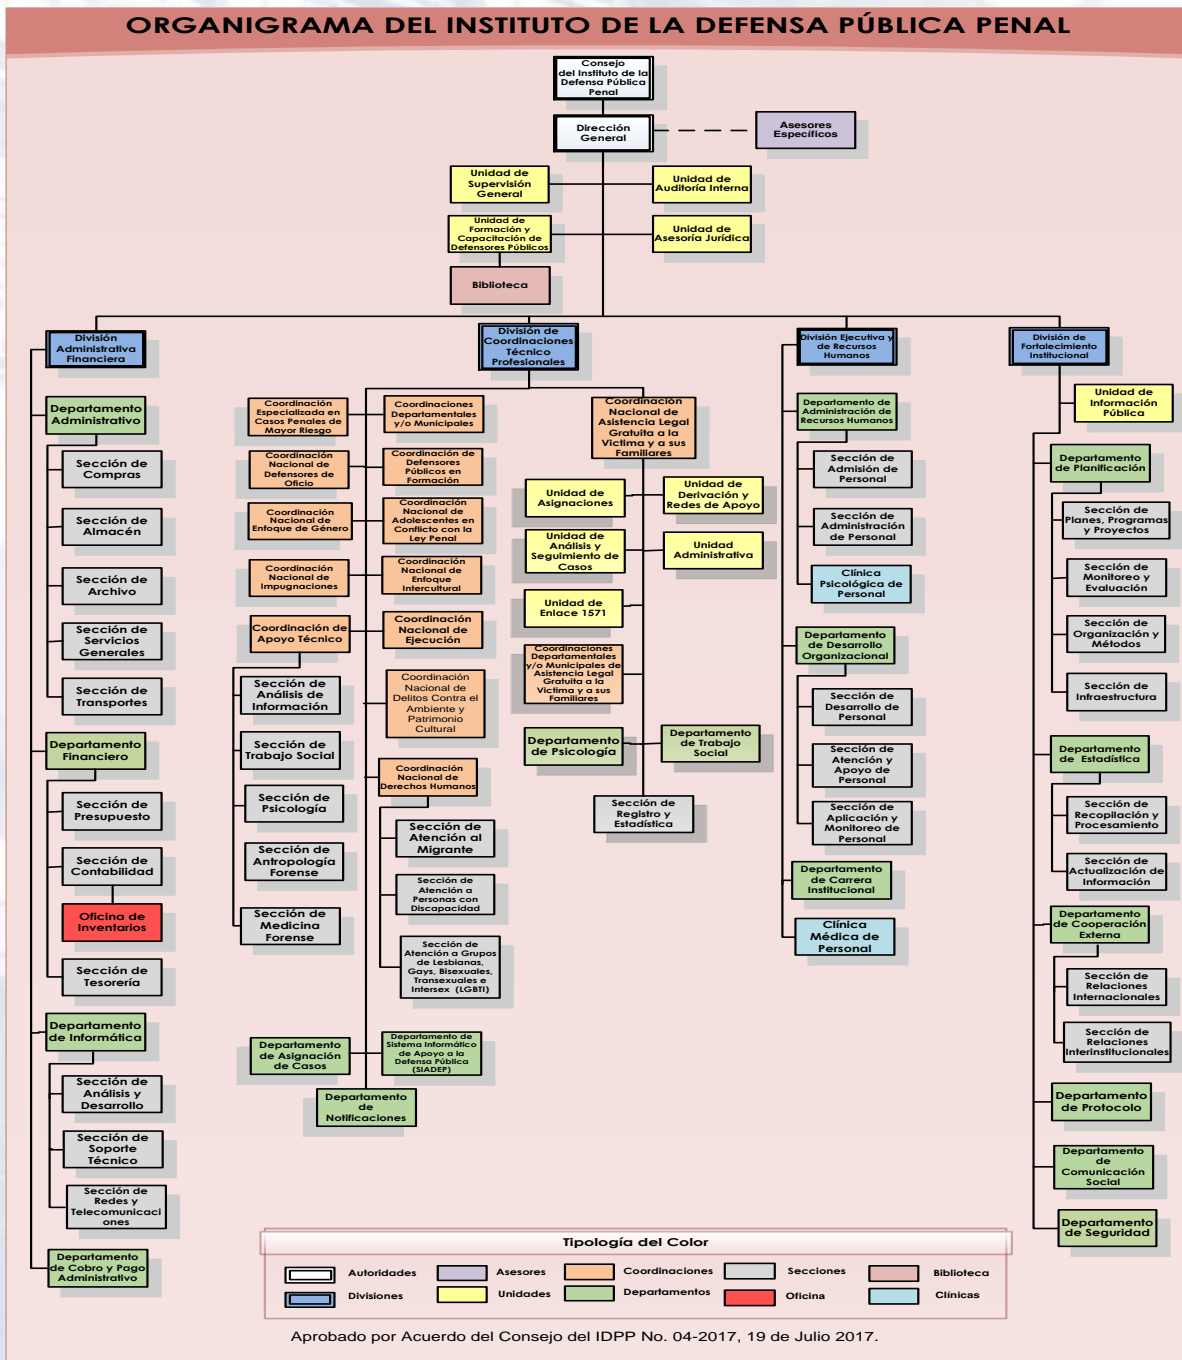 ORGANIGRAMA DEL INSTITUTO DE LA DEFENSA PÚBLICA PENAL
Consejo
del Instituto de la
Defensa Pública
Penal
Dirección
General
Asesores
Específicos
Unidad de
Supervisión
General
Unidad de
Auditoría Interna
Unidad de
Formación y
Capacitación de
Defensores Públicos
Unidad de
Asesoría Jurídica
Biblioteca
División
Administrativa
Financiera
Departamento
Administrativo
Sección de
Compras
Sección de
Almacén
Sección de
Archivo
Sección de
Servicios
Generales
Sección de
Transportes
Departamento
Financiero
Sección de
Presupuesto
Sección de
Contabilidad
Oficina de
Inventarios
Sección de
Tesorería
Departamento
de Informática
Sección de
Análisis y
Desarrollo
Sección de
Soporte
Técnico
Sección de
Redes y
Telecomunicaci
ones
Departamento
de Cobro y Pago
Administrativo
División de
Coordinaciones
Técnico
Profesionales
Coordinación
Especializada en
Casos Penales de
Mayor Riesgo
Coordinaciones
Departamentales
y/o Municipales
Coordinación
Nacional de
Defensores de
Oficio
Coordinación de
Defensores
Públicos en
Formación
Coordinación
Nacional de
Enfoque de Género
Coordinación
Nacional de
Adolescentes en
Conflicto con la
Ley Penal
Coordinación
Nacional de
Impugnaciones
Coordinación
Nacional de
Enfoque
Intercultural
Coordinación de
Apoyo Técnico
Coordinación
Nacional de
Ejecución
Sección de
Análisis de
Información
Sección de
Trabajo Social
Sección de
Psicología
Sección de
Antropología
Forense
Sección de
Medicina
Forense
Coordinación
Nacional de
Delitos Contra el
Ambiente y
Patrimonio
Cultural
Coordinación
Nacional de
Derechos Humanos
Sección de
Atención al
Migrante
Sección de
Atención a
Personas con
Discapacidad
Sección de
Atención a Grupos
de Lesbianas,
Gays, Bisexuales,
Transexuales e
Intersex (LGBTI)
Departamento
de Asignación
de Casos
Departamento de
Sistema Informático
de Apoyo a la
Defensa Pública
(SIADEP)
Departamento
de
Notificaciones
Coordinación
Nacional de
Asistencia Legal
Gratuita a la
Victima y a sus
Familiares
Unidad de
Asignaciones
Unidad de
Derivación y
Redes de Apoyo
Unidad de
Análisis y
Seguimiento de
Casos
Unidad
Administrativa
Unidad de
Enlace 1571
Coordinaciones
Departamentales
y/o Municipales de
Asistencia Legal
Gratuita a la
Victima y a sus
Familiares
Departamento
de Psicología
Departamento
de Trabajo
Social
Sección de
Registro y
Estadística
División Ejecutiva y
de Recursos
Humanos
Departamento de
Administración de
Recursos Humanos
Sección de
Admisión de
Personal
Sección de
Administración
de Personal
Clínica
Psicológica de
Personal
Departamento
de Desarrollo
Organizacional
Sección de
Desarrollo de
Personal
Sección de
Atención y
Apoyo de
Personal
Sección de
Aplicación y
Monitoreo de
Personal
Departamento
de Carrera
Institucional
Clínica
Médica de
Personal
División de
Fortalecimiento
Institucional
Unidad de
Información
Pública
Departamento
de Planificación
Sección de
Planes, Programas
y Proyectos
Sección de
Monitoreo y
Evaluación
Sección de
Organización y
Métodos
Sección de
Infraestructura
Departamento
de Estadística
Sección de
Recopilación y
Procesamiento
Sección de
Actualización de
Información
Departamento
de Cooperación
Externa
Sección de
Relaciones
Internacionales
Sección de
Relaciones
Interinstitucionales
Departamento
de Protocolo
Departamento
de
Comunicación
Social
Departamento
de Seguridad
Tipología del Color
Autoridades
Asesores
Coordinaciones
Secciones
Biblioteca
Divisiones
Unidades
Departamentos
Oficina
Clínicas
Aprobado por Acuerdo del Consejo del IDPP No. 04-2017, 19 de Julio 2017.